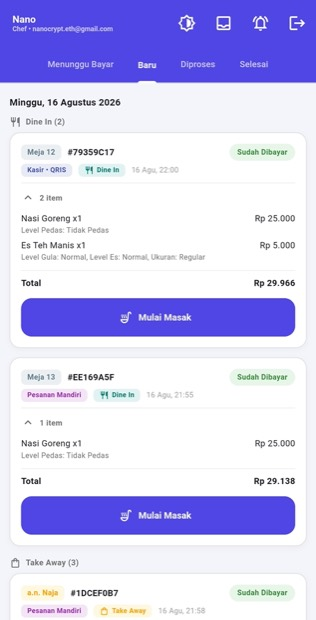 Nano
Chef • nanocrypt.eth@gmail.com
Menunggu Bayar Baru Diproses Selesai
Minggu, 16 Agustus 2026
Dine In (2)
Meja 12 #79359C17 Sudah Dibayar
Kasir • QRIS Dine In 16 Agu, 22:00
2 item
Nasi Goreng x1 Rp 25.000
Level Pedas: Tidak Pedas
Es Teh Manis x1 Rp 5.000
Level Gula: Normal, Level Es: Normal, Ukuran: Regular
Total Rp 29.966
Mulai Masak
Meja 13 #EE169A5F Sudah Dibayar
Pesanan Mandiri Dine In 16 Agu, 21:55
1 item
Nasi Goreng x1 Rp 25.000
Level Pedas: Tidak Pedas
Total Rp 29.138
Mulai Masak
Take Away (3)
a.n. Naja #1DCEF0B7 Sudah Dibayar
Pesanan Mandiri Take Away 16 Agu, 21:58